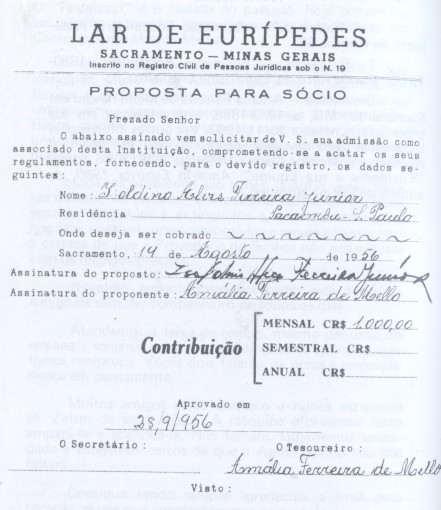 LAR DE EURÍPEDES
SACRAMENTO — MINAS GERAIS
Inscrito no Registro Civil de Pessoas Jurídicas sob o N. 19
PROPOSTA PARA SÓCIO
Prezado Senhor
O abaixo assinado vem solicitar de V. S. sua admissão como
associado desta Instituição, comprometendo-se a acatar os seus
regulamentos, fornecendo, para o devido registro, os dados se-
guintes:
Nome: Isoldino Alves Ferreira Junior
Residência Pacaembu - S. Paulo
Onde deseja ser cobrado
Sacramento, 14 de Agosto de 1956
Assinatura do proposto: Ferreira Júnior
Assinatura do proponente: Amália Ferreira de Mello
Contribuição
MENSAL CR$ 1.000,00
SEMESTRAL CR$
ANUAL CR$
Aprovado em
28/9/956
O Secretário: O Tesoureiro:
Amália Ferreira de Mello
Visto: